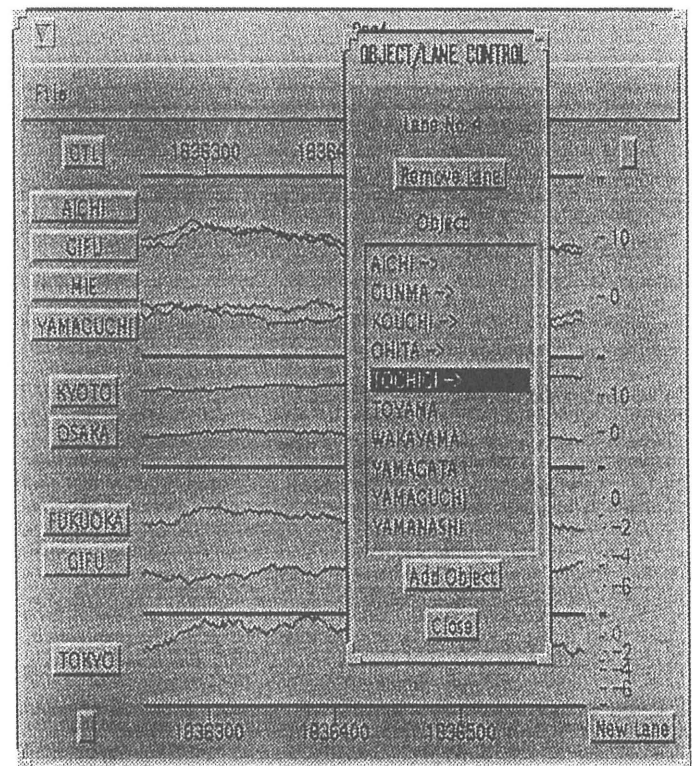 OBJECT/LANE CONTROL
File
Lane No 4
CTL 1836300
Remove Lane
AICHI
Object
GIFU
-10
AICHI ->
MIE
GUNMA ->
-0
YAMAGUCHI
KOUCHI ->
OHITA ->
TOCHIGI ->
KYOTO
-10
TOYAMA
OSAKA
WAKAYAMA
-0
YAMAGATA
YAMAGUCHI
0
FUKUOKA
YAMANASHI
-2
GIFU
-4
Add Object
-6
Close
0
TOKYO
-2
-4
-6
1836300 1836400 1836500 New Lane